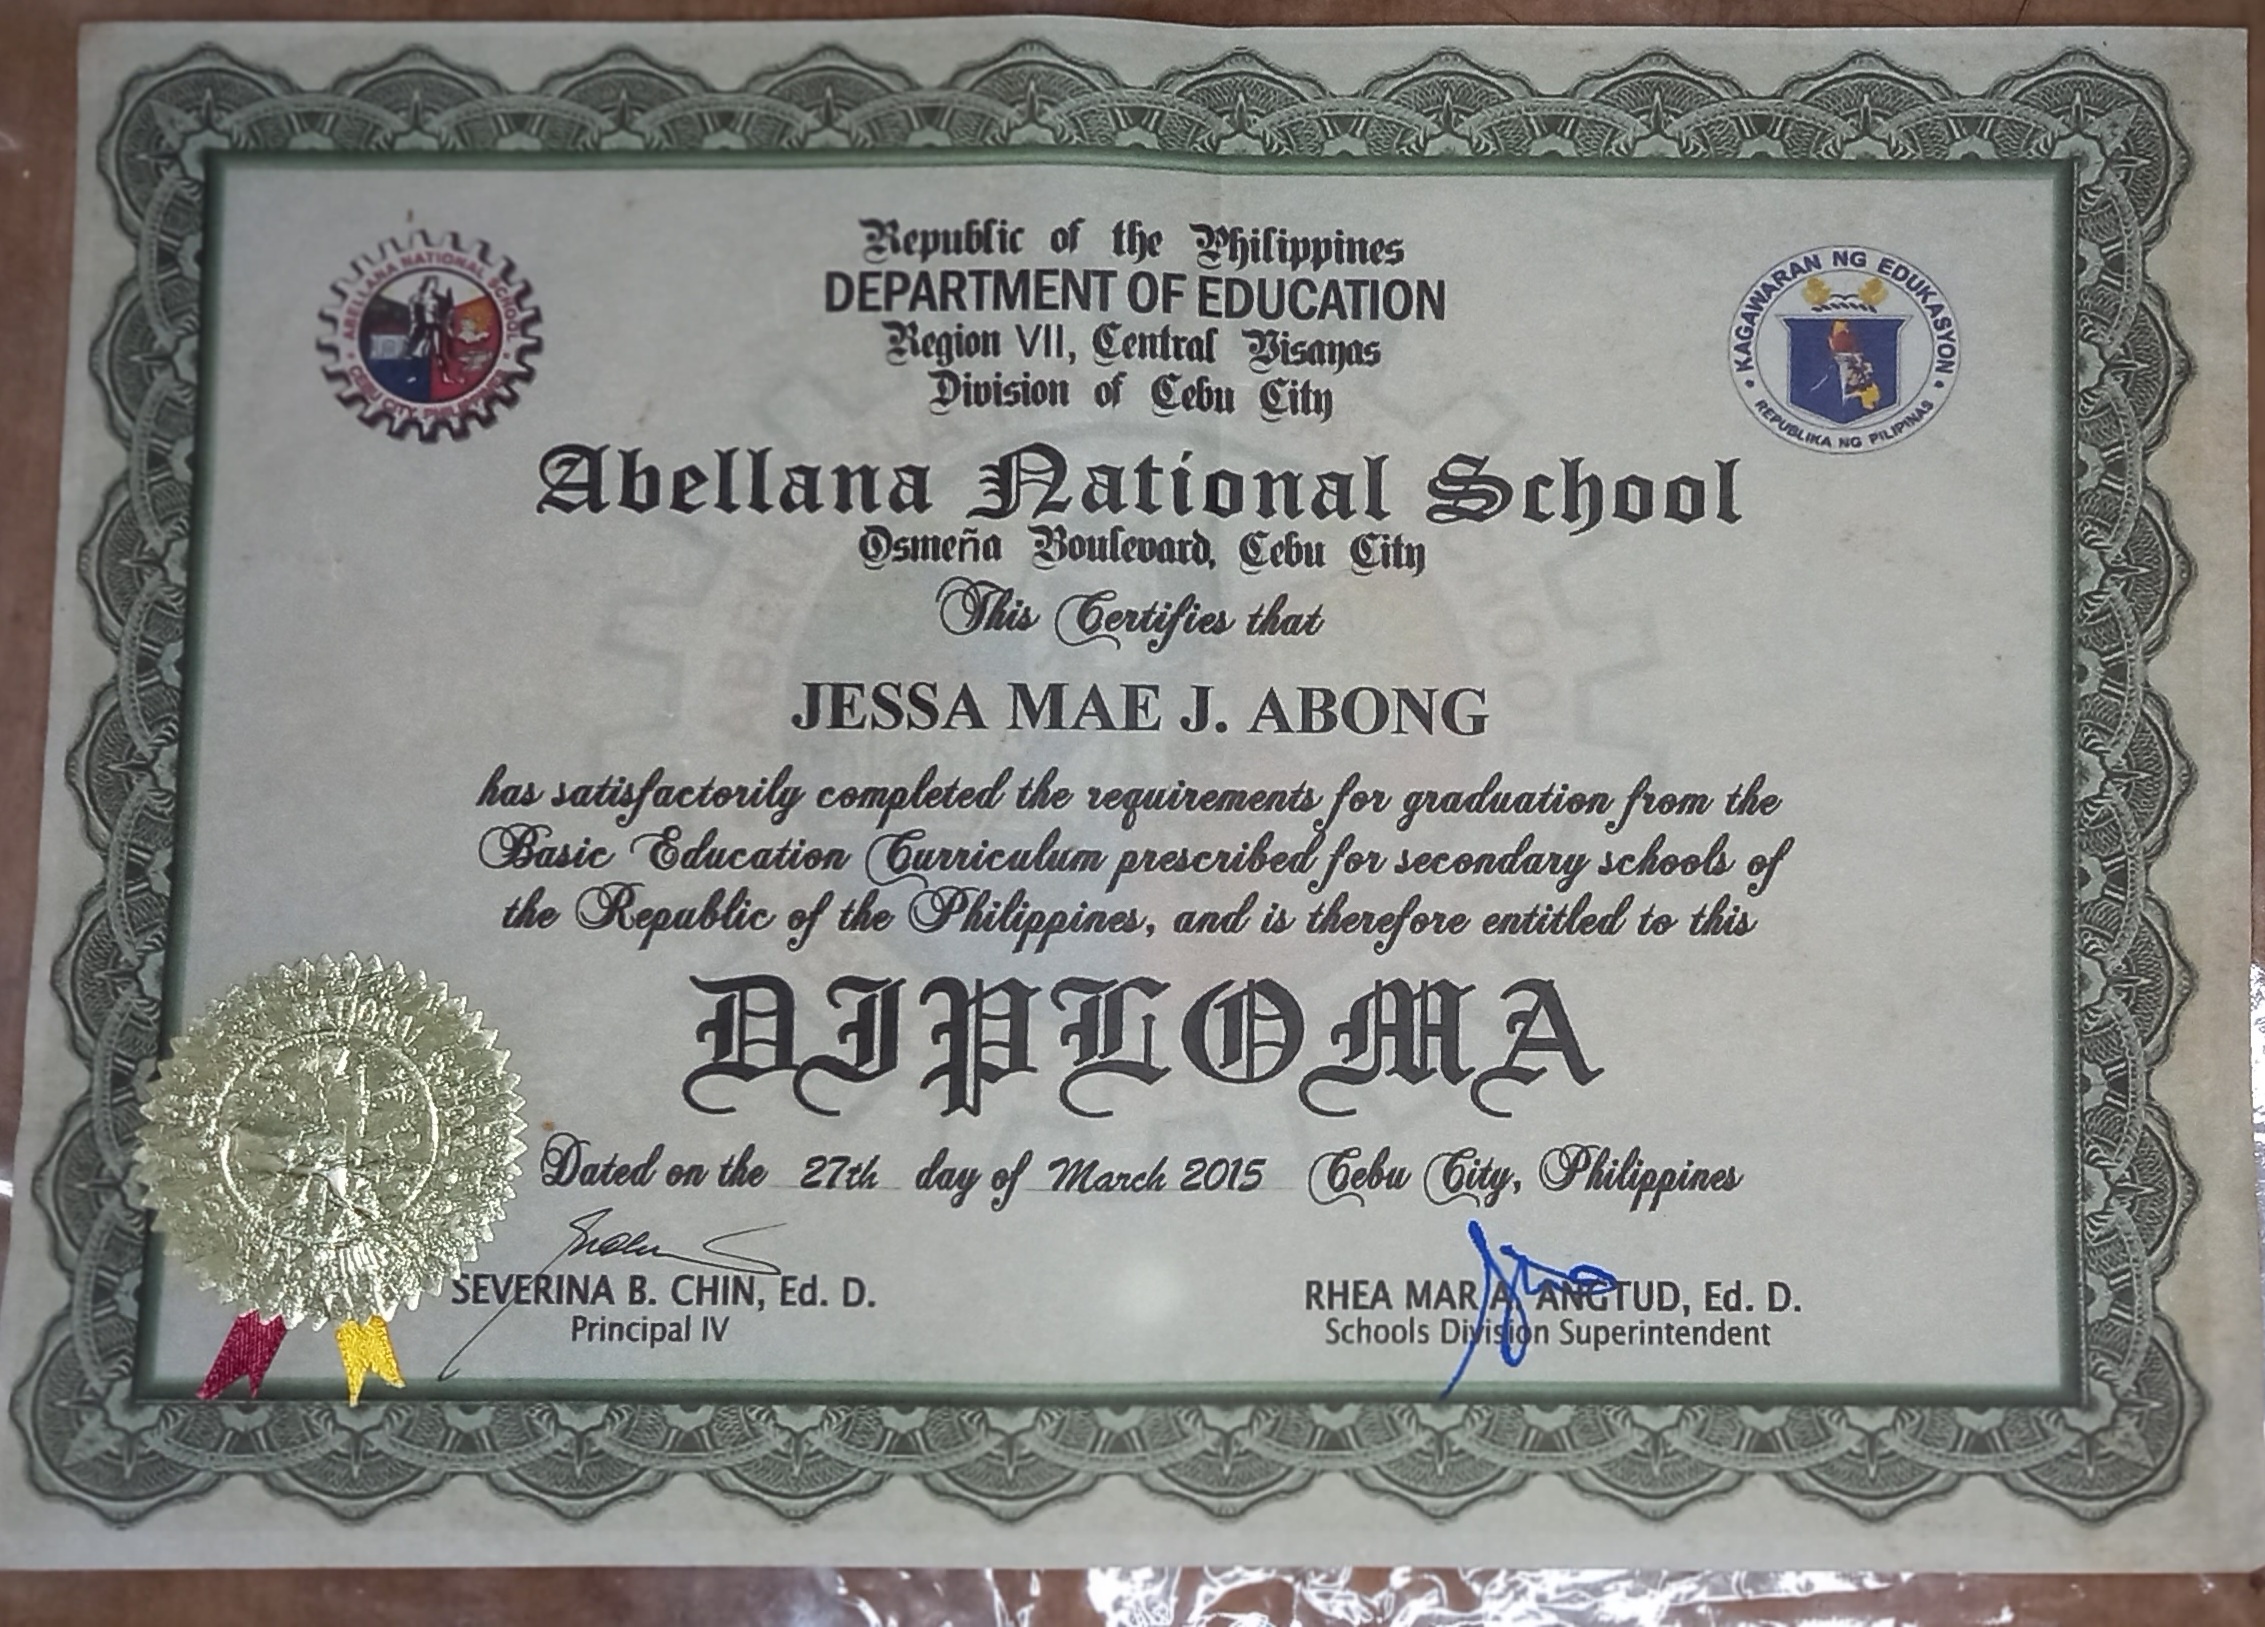 ABELLANA NATIONAL SCHOOL
CEBU CITY, PHILIPPINES
KAGAWARAN NG EDUKASYON
REPUBLIKA NG PILIPINAS
Republic of the Philippines
DEPARTMENT OF EDUCATION
Region VII, Central Visayas
Division of Cebu City
Abellana National School
Osmeña Boulevard, Cebu City
This Certifies that
JESSA MAE J. ABONG
has satisfactorily completed the requirements for graduation from the
Basic Education Curriculum prescribed for secondary schools of
the Republic of the Philippines, and is therefore entitled to this
DIPLOMA
Dated on the 27th day of March 2015 Cebu City, Philippines
SEVERINA B. CHIN, Ed. D.
Principal IV
RHEA MAR A. ANGTUD, Ed. D.
Schools Division Superintendent